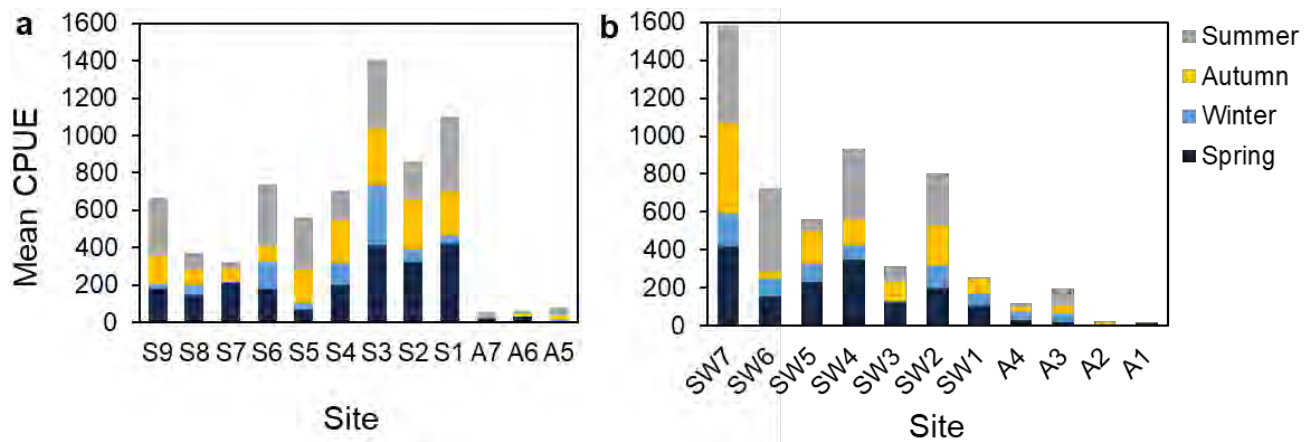 a
Mean CPUE
1600
1400
1200
1000
800
600
400
200
0
S9 S8 S7 S6 S5 S4 S3 S2 S1 A7 A6 A5
Site
b
1600
1400
1200
1000
800
600
400
200
0
SW7 SW6 SW5 SW4 SW3 SW2 SW1 A4 A3 A2 A1
Site
Summer
Autumn
Winter
Spring